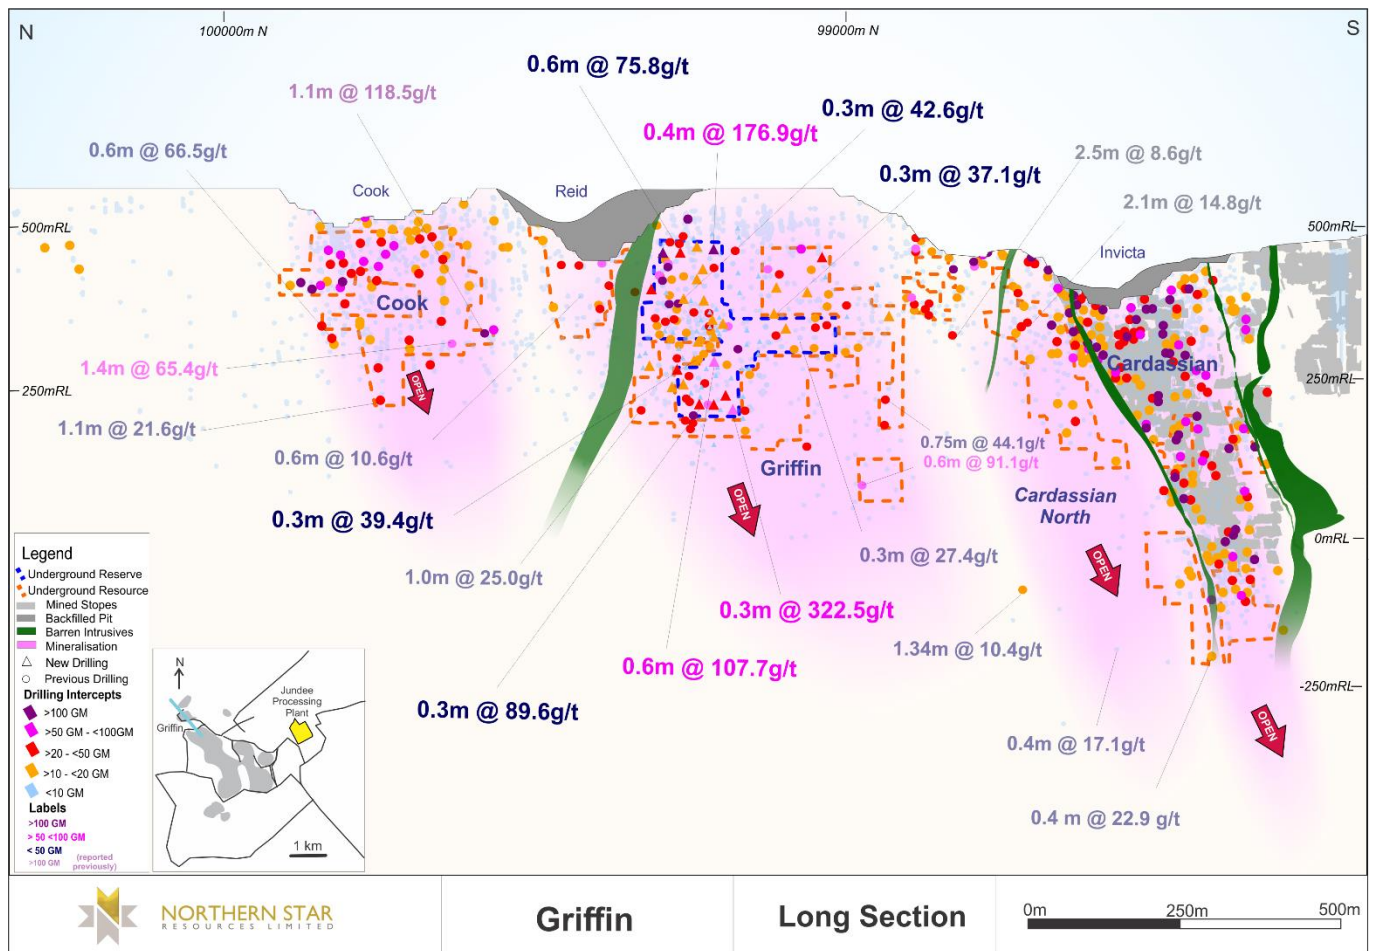 N
100000m N
99000m N
S
0.6m @ 75.8g/t
1.1m @ 118.5g/t
0.3m @ 42.6g/t
0.4m @ 176.9g/t
0.6m @ 66.5g/t
2.5m @ 8.6g/t
0.3m @ 37.1g/t
Cook
Reid
2.1m @ 14.8g/t
500mRL
500mRL
Invicta
Cook
Cardassian
1.4m @ 65.4g/t
OPEN
250mRL
250mRL
1.1m @ 21.6g/t
0.6m @ 10.6g/t
0.75m @ 44.1g/t
0.6m @ 91.1g/t
Griffin
OPEN
Cardassian
North
0.3m @ 39.4g/t
0mRL
0.3m @ 27.4g/t
OPEN
1.0m @ 25.0g/t
0.3m @ 322.5g/t
1.34m @ 10.4g/t
0.6m @ 107.7g/t
-250mRL
0.3m @ 89.6g/t
OPEN
0.4m @ 17.1g/t
0.4 m @ 22.9 g/t
Legend
Underground Reserve
Underground Resource
Mined Stopes
Backfilled Pit
Barren Intrusives
Mineralisation
New Drilling
Previous Drilling
Drilling Intercepts
>100 GM
>50 GM - <100GM
>20 - <50 GM
>10 - <20 GM
<10 GM
Labels
>100 GM
> 50 <100 GM
< 50 GM
>100 GM (reported
previously)
N
Jundee
Processing
Plant
Griffin
1 km
NORTHERN STAR
RESOURCES LIMITED
Griffin
Long Section
0m 250m 500m